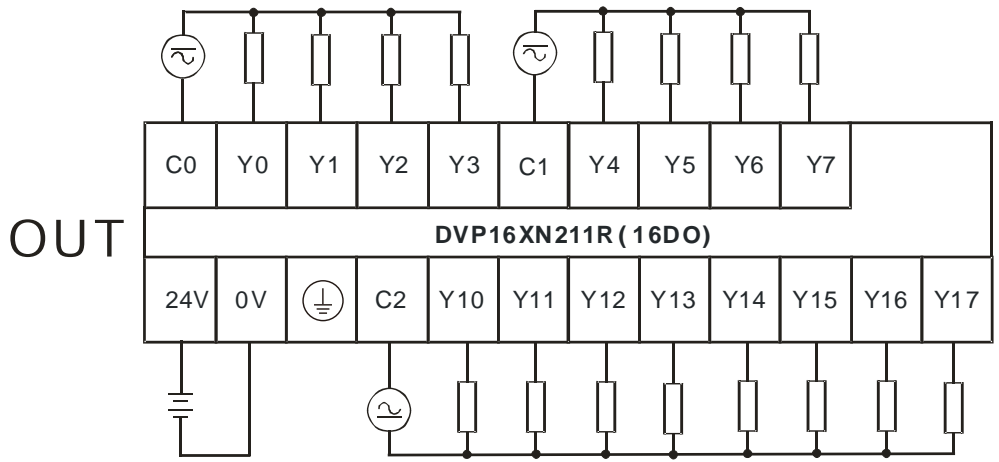 C0 Y0 Y1 Y2 Y3 C1 Y4 Y5 Y6 Y7
OUT
DVP16XN211R(16DO)
24V 0V C2 Y10 Y11 Y12 Y13 Y14 Y15 Y16 Y17